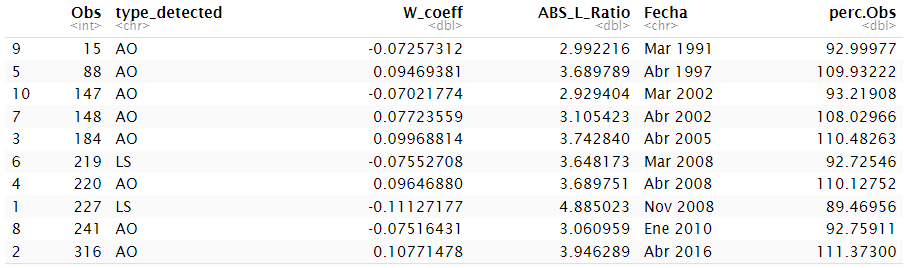 Obs type_detected W_coeff ABS_L_Ratio Fecha perc.Obs
<int> <chr> <dbl> <dbl> <chr> <dbl>
9 15 AO -0.07257312 2.992216 Mar 1991 92.99977
5 88 AO 0.09469381 3.689789 Abr 1997 109.93222
10 147 AO -0.07021774 2.929404 Mar 2002 93.21908
7 148 AO 0.07723559 3.105423 Abr 2002 108.02966
3 184 AO 0.09968814 3.742840 Abr 2005 110.48263
6 219 LS -0.07552708 3.648173 Mar 2008 92.72546
4 220 AO 0.09646880 3.689751 Abr 2008 110.12752
1 227 LS -0.11127177 4.885023 Nov 2008 89.46956
8 241 AO -0.07516431 3.060959 Ene 2010 92.75911
2 316 AO 0.10771478 3.946289 Abr 2016 111.37300